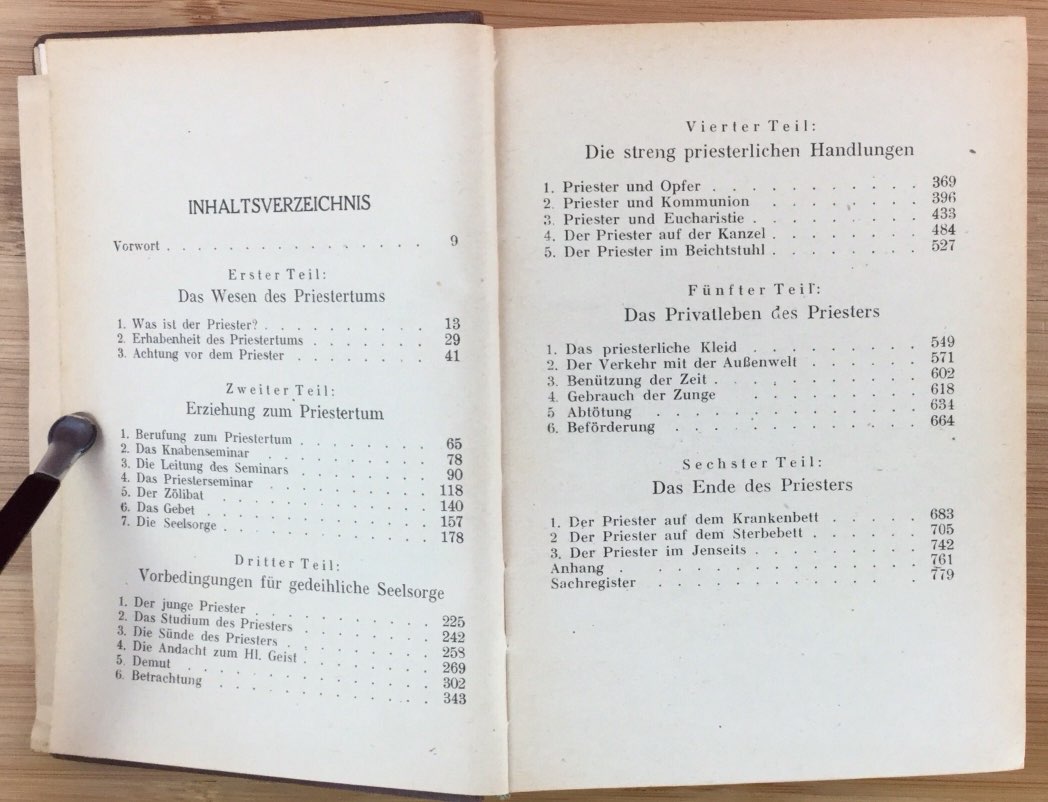 INHALTSVERZEICHNIS
Vorwort . . . . . . . . . . . . . . . 9
Erster Teil:
Das Wesen des Priestertums
1. Was ist der Priester? . . . . . . . . . 13
2. Erhabenheit des Priestertums . . . . . . . 29
3. Achtung vor dem Priester . . . . . . . . 41
Zweiter Teil:
Erziehung zum Priestertum
1. Berufung zum Priestertum . . . . . . . . 65
2. Das Knabenseminar . . . . . . . . . . 78
3. Die Leitung des Seminars . . . . . . . . 90
4. Das Priesterseminar . . . . . . . . . . 118
5. Der Zölibat . . . . . . . . . . . . 140
6. Das Gebet . . . . . . . . . . . . 157
7. Die Seelsorge . . . . . . . . . . . 178
Dritter Teil:
Vorbedingungen für gedeihliche Seelsorge
1. Der junge Priester . . . . . . . . . . 225
2. Das Studium des Priesters . . . . . . . . 242
3. Die Sünde des Priesters . . . . . . . . 258
4. Die Andacht zum Hl. Geist . . . . . . . 269
5. Demut . . . . . . . . . . . . . 302
6. Betrachtung . . . . . . . . . . . . 343
Vierter Teil:
Die streng priesterlichen Handlungen
1. Priester und Opfer . . . . . . . . . . 369
2. Priester und Kommunion . . . . . . . . 396
3. Priester und Eucharistie . . . . . . . . . 433
4. Der Priester auf der Kanzel . . . . . . . . 484
5. Der Priester im Beichtstuhl . . . . . . . . 527
Fünfter Teil:
Das Privatleben des Priesters
1. Das priesterliche Kleid . . . . . . . . . 549
2. Der Verkehr mit der Außenwelt . . . . . . 571
3. Benützung der Zeit . . . . . . . . . . 602
4. Gebrauch der Zunge . . . . . . . . . 618
5 Abtötung . . . . . . . . . . . . 634
6. Beförderung . . . . . . . . . . . 664
Sechster Teil:
Das Ende des Priesters
1. Der Priester auf dem Krankenbett . . . . . 683
2 Der Priester auf dem Sterbebett . . . . . . 705
3. Der Priester im Jenseits . . . . . . . . 742
Anhang . . . . . . . . . . . . . 761
Sachregister . . . . . . . . . . . . 779